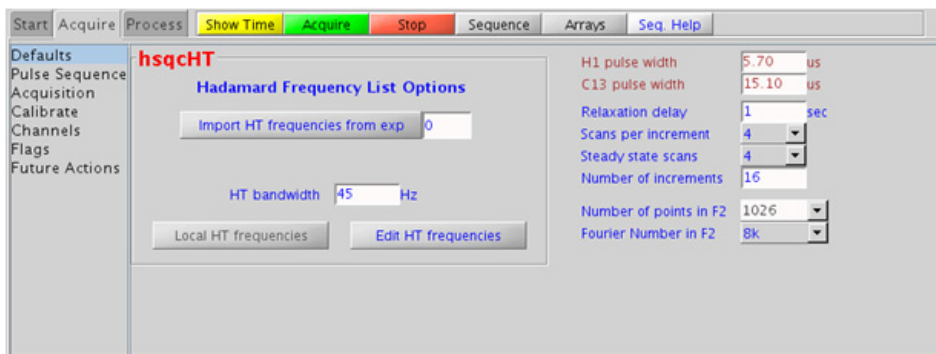 Start Acquire Process Show Time Acquire Stop Sequence Arrays Seq. Help
Defaults
Pulse Sequence
Acquisition
Calibrate
Channels
Flags
Future Actions
hsqcHT
Hadamard Frequency List Options
Import HT frequencies from exp 0
HT bandwidth 45 Hz
Local HT frequencies Edit HT frequencies
H1 pulse width 5.70 us
C13 pulse width 15.10 us
Relaxation delay 1 sec
Scans per increment 4
Steady state scans 4
Number of increments 16
Number of points in F2 1026
Fourier Number in F2 8k